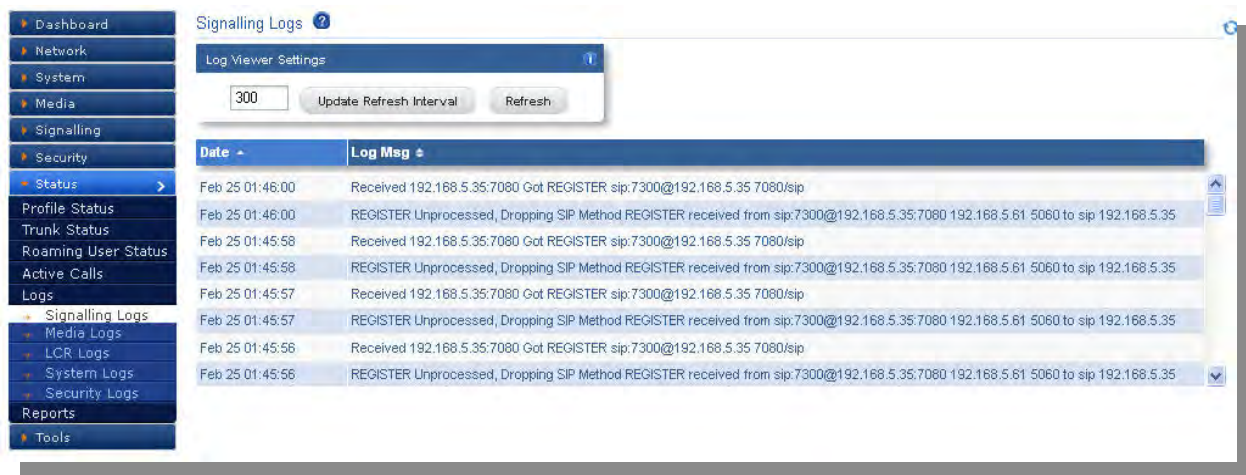 Dashboard
Network
System
Media
Signalling
Security
Status
Profile Status
Trunk Status
Roaming User Status
Active Calls
Logs
Signalling Logs
Media Logs
LCR Logs
System Logs
Security Logs
Reports
Tools
Signalling Logs ?
Log Viewer Settings i
300 Update Refresh Interval Refresh
Date Log Msg
Feb 25 01:46:00 Received 192.168.5.35:7080 Got REGISTER sip:7300@192.168.5.35 7080/sip
Feb 25 01:46:00 REGISTER Unprocessed, Dropping SIP Method REGISTER received from sip:7300@192.168.5.35:7080 192.168.5.61 5060 to sip 192.168.5.35
Feb 25 01:45:58 Received 192.168.5.35:7080 Got REGISTER sip:7300@192.168.5.35 7080/sip
Feb 25 01:45:58 REGISTER Unprocessed, Dropping SIP Method REGISTER received from sip:7300@192.168.5.35:7080 192.168.5.61 5060 to sip 192.168.5.35
Feb 25 01:45:57 Received 192.168.5.35:7080 Got REGISTER sip:7300@192.168.5.35 7080/sip
Feb 25 01:45:57 REGISTER Unprocessed, Dropping SIP Method REGISTER received from sip:7300@192.168.5.35:7080 192.168.5.61 5060 to sip 192.168.5.35
Feb 25 01:45:56 Received 192.168.5.35:7080 Got REGISTER sip:7300@192.168.5.35 7080/sip
Feb 25 01:45:56 REGISTER Unprocessed, Dropping SIP Method REGISTER received from sip:7300@192.168.5.35:7080 192.168.5.61 5060 to sip 192.168.5.35